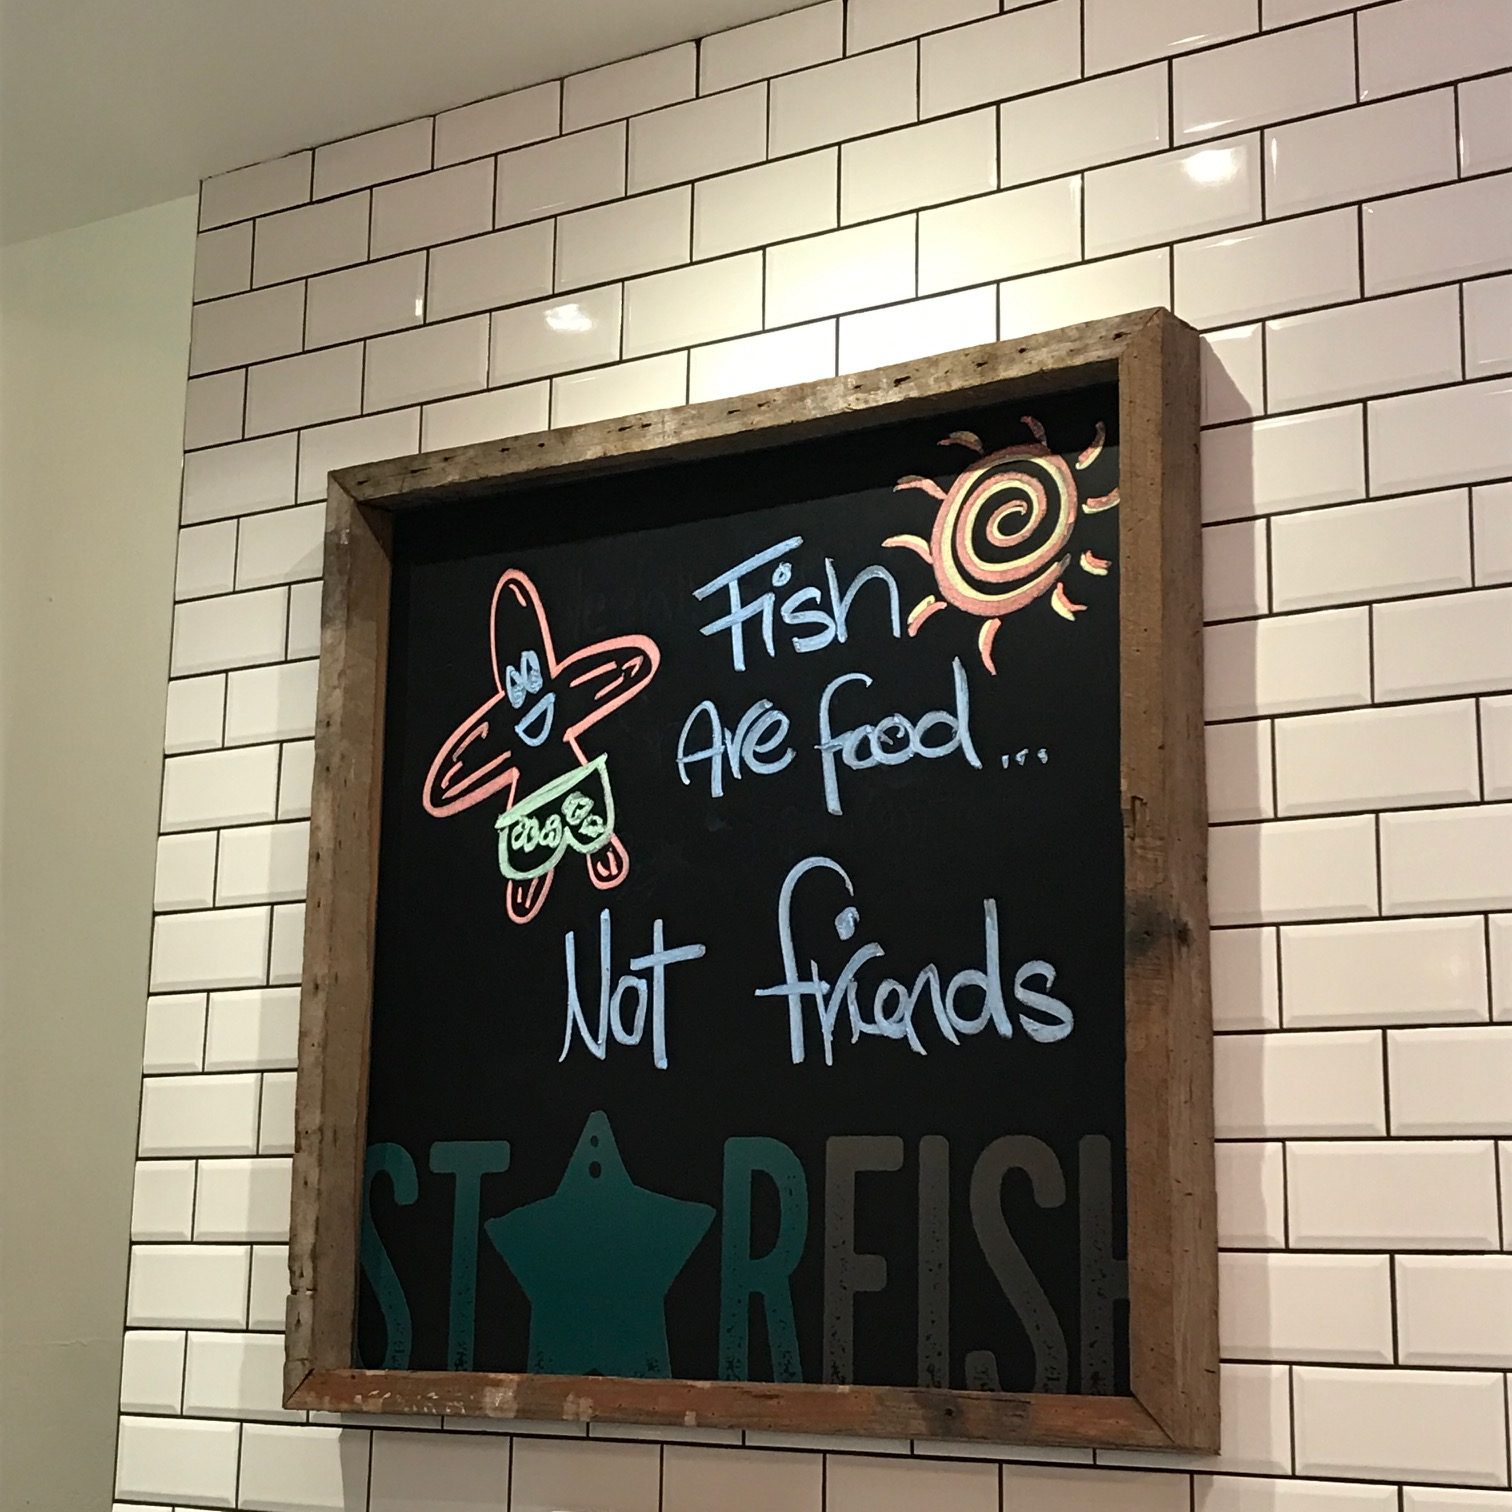 Fish
Are food...
Not friends
STARFISH